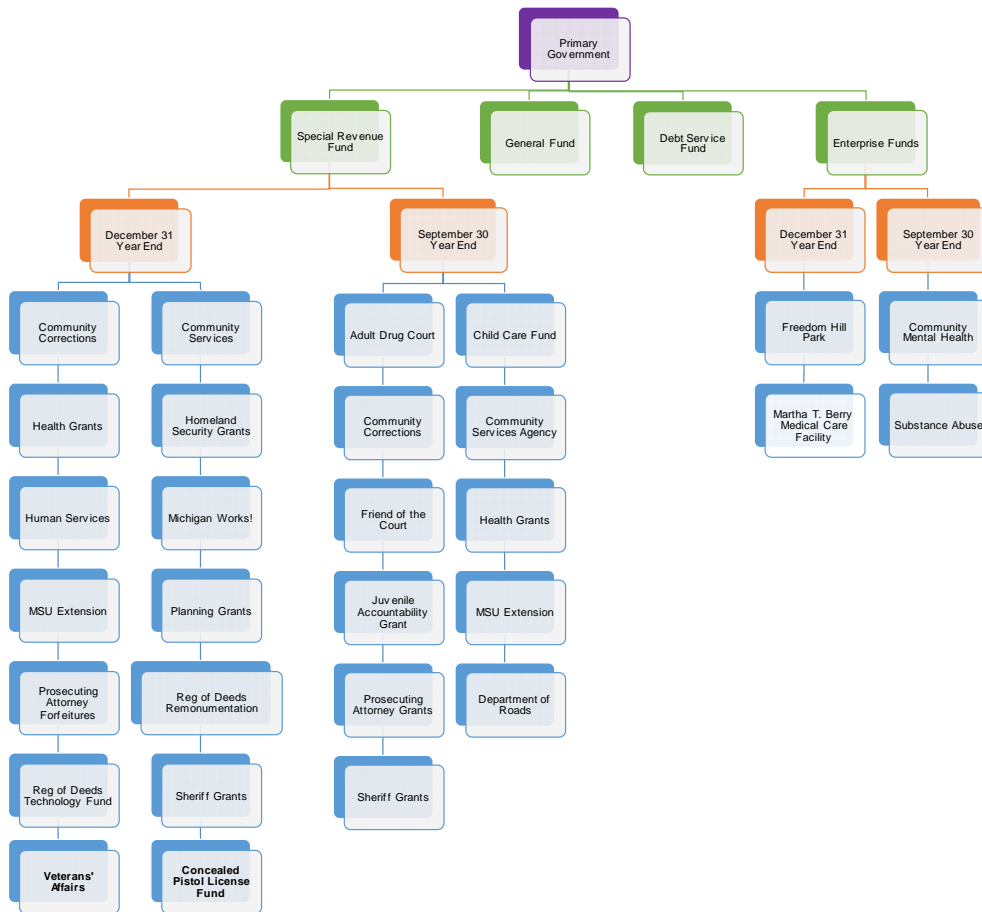 Primary
Government
Special Revenue
Fund
General Fund
Debt Service
Fund
Enterprise Funds
December 31
Year End
September 30
Year End
December 31
Year End
September 30
Year End
Community
Corrections
Community
Services
Adult Drug Court
Child Care Fund
Freedom Hill
Park
Community
Mental Health
Health Grants
Homeland
Security Grants
Community
Corrections
Community
Services Agency
Martha T. Berry
Medical Care
Facility
Substance Abuse
Human Services
Michigan Works!
Friend of the
Court
Health Grants
MSU Extension
Planning Grants
Juvenile
Accountability
Grant
MSU Extension
Prosecuting
Attorney
Forfeitures
Reg of Deeds
Remonumentation
Prosecuting
Attorney Grants
Department of
Roads
Reg of Deeds
Technology Fund
Sheriff Grants
Sheriff Grants
Veterans'
Affairs
Concealed
Pistol License
Fund